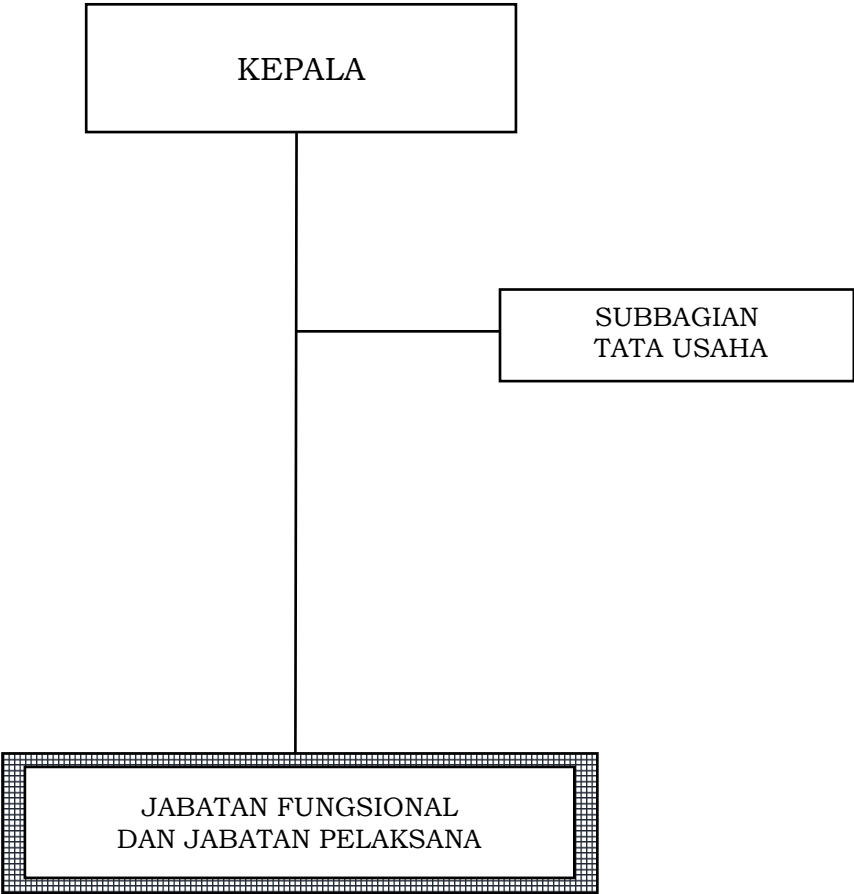 KEPALA
SUBBAGIAN
TATA USAHA
JABATAN FUNGSIONAL
DAN JABATAN PELAKSANA